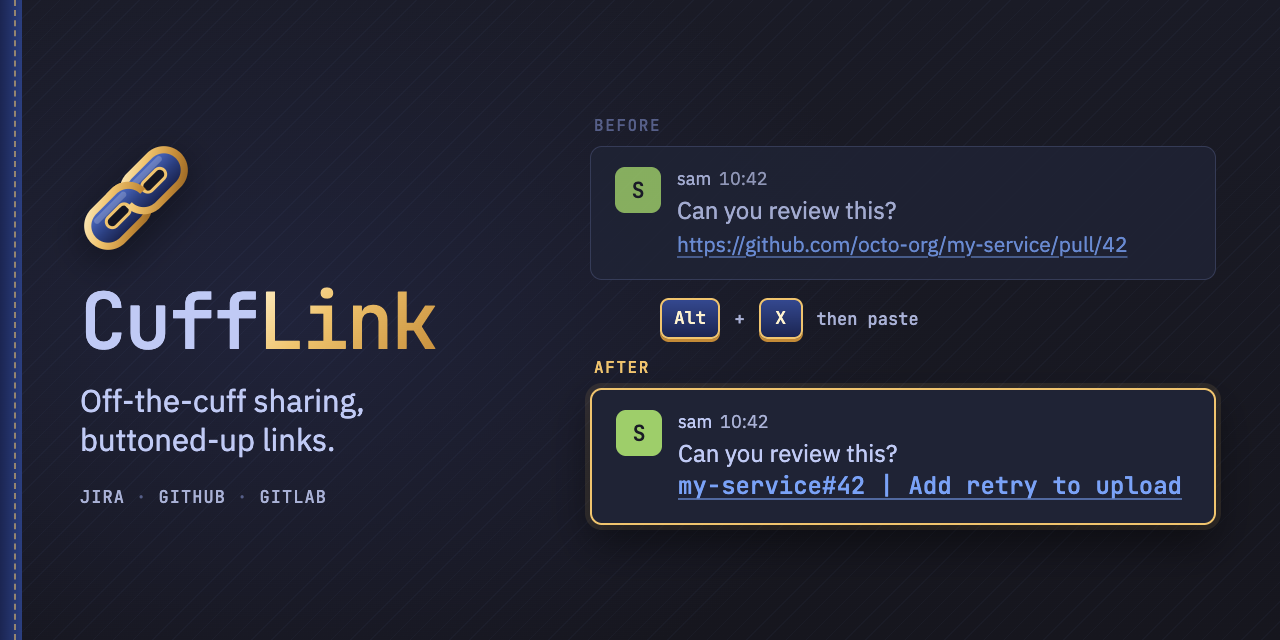 CuffLink
Off-the-cuff sharing,
buttoned-up links.
JIRA · GITHUB · GITLAB
BEFORE
S
sam 10:42
Can you review this?
https://github.com/octo-org/my-service/pull/42
Alt + X then paste
AFTER
S
sam 10:42
Can you review this?
my-service#42 | Add retry to upload